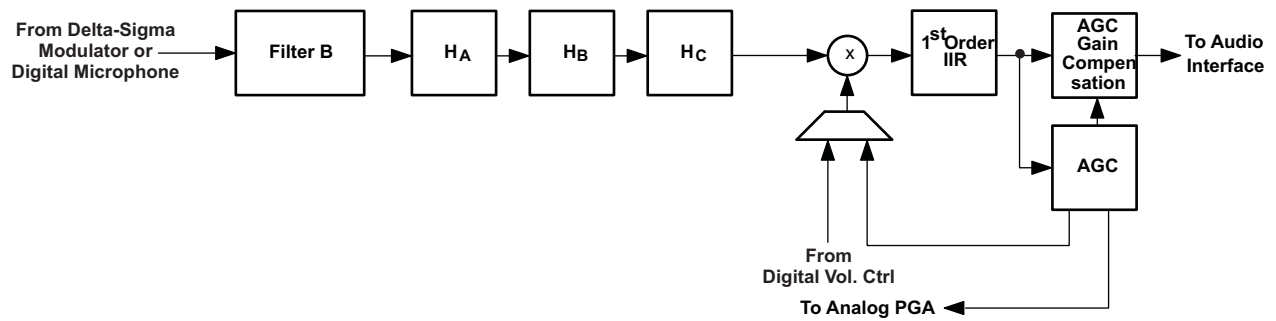 From Delta-Sigma
Modulator or
Digital Microphone
Filter B
HA
HB
HC
x
1st Order
IIR
AGC
Gain
Compen
sation
To Audio
Interface
AGC
From
Digital Vol. Ctrl
To Analog PGA